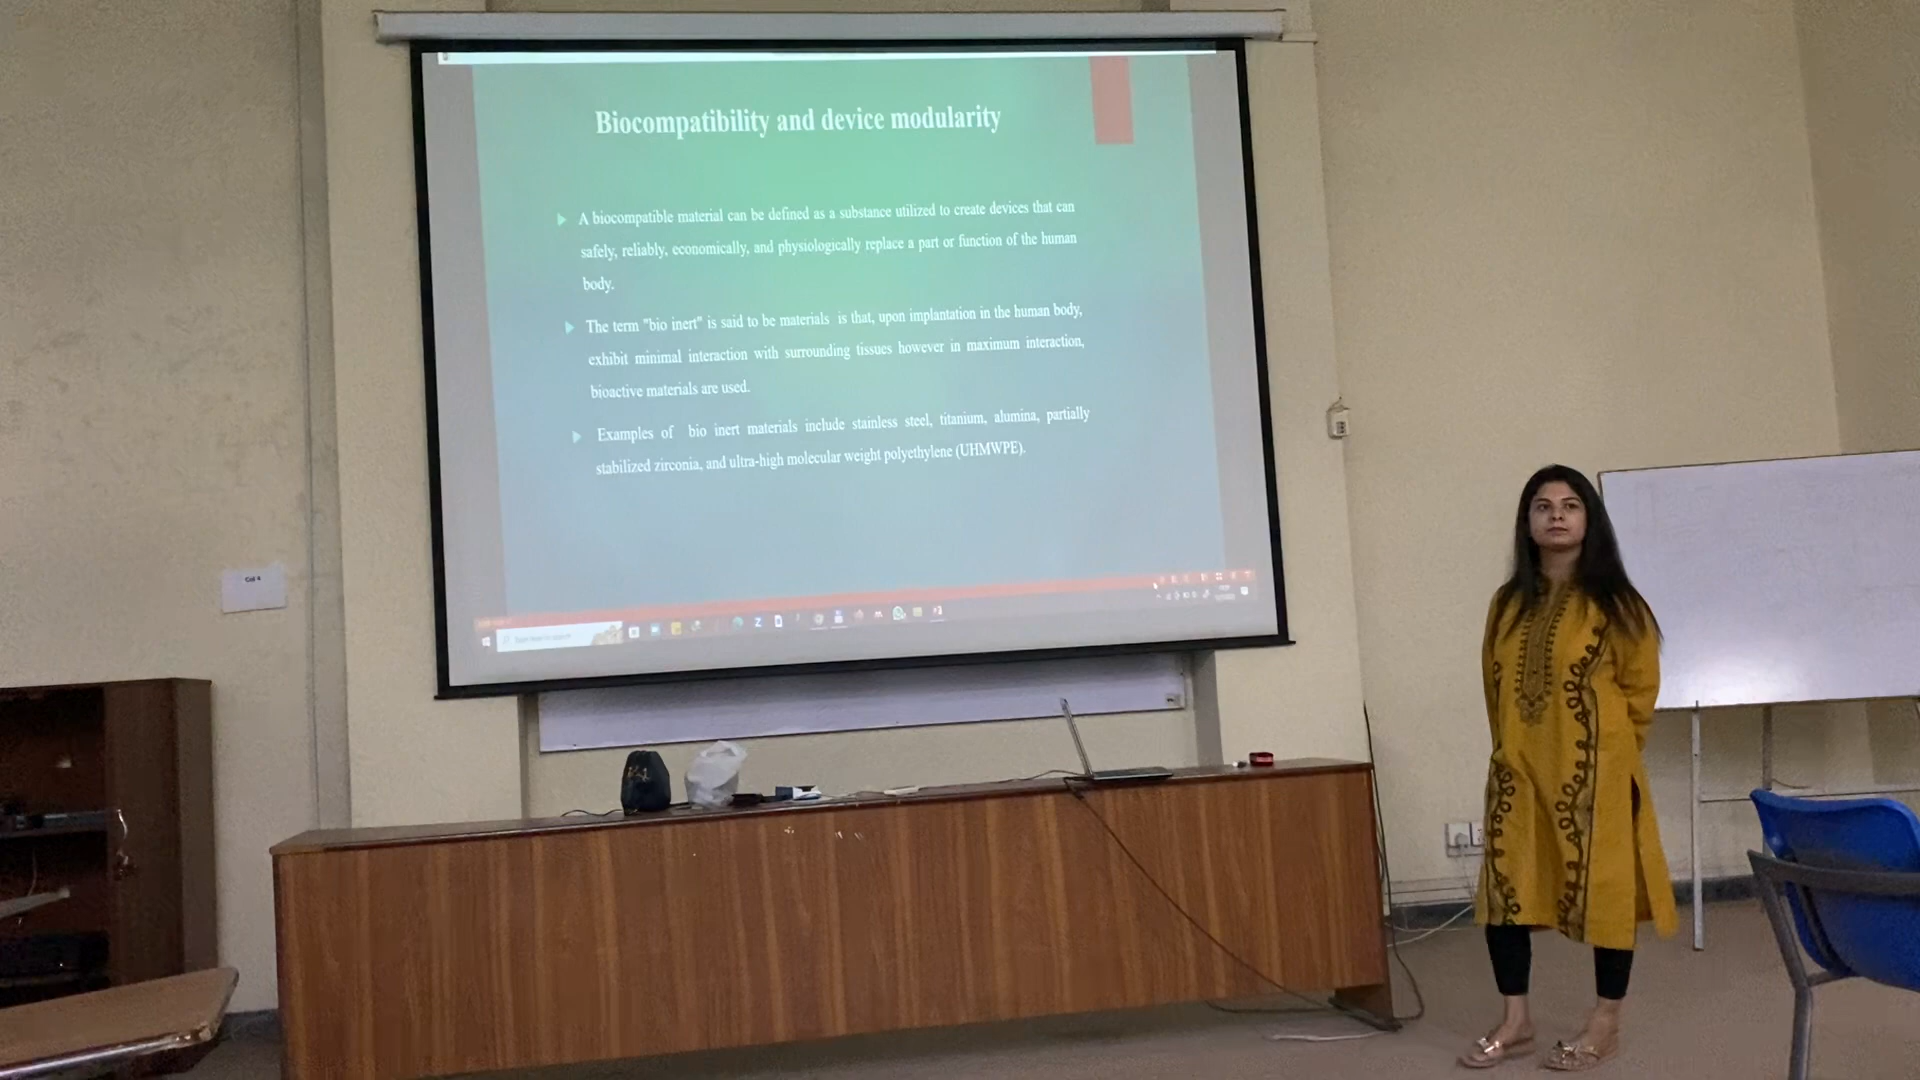 Biocompatibility and device modularity
A biocompatible material can be defined as a substance utilized to create devices that can
safely, reliably, economically, and physiologically replace a part or function of the human
body.
The term "bio inert" is said to be materials is that, upon implantation in the human body,
exhibit minimal interaction with surrounding tissues however in maximum interaction,
bioactive materials are used.
Examples of bio inert materials include stainless steel, titanium, alumina, partially
stabilized zirconia, and ultra-high molecular weight polyethylene (UHMWPE).
Type here to search